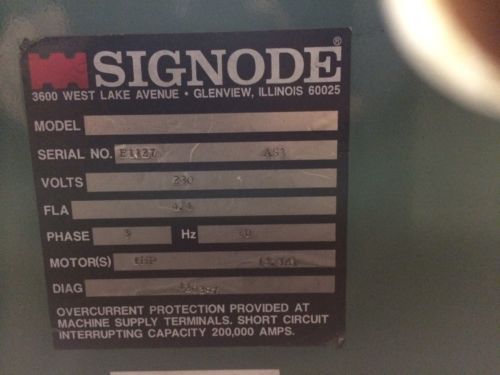 SIGNODE®
3600 WEST LAKE AVENUE • GLENVIEW, ILLINOIS 60025
MODEL
SERIAL NO.
VOLTS 230
FLA
PHASE 3 Hz 60
MOTOR(S)
DIAG
OVERCURRENT PROTECTION PROVIDED AT
MACHINE SUPPLY TERMINALS. SHORT CIRCUIT
INTERRUPTING CAPACITY 200,000 AMPS.